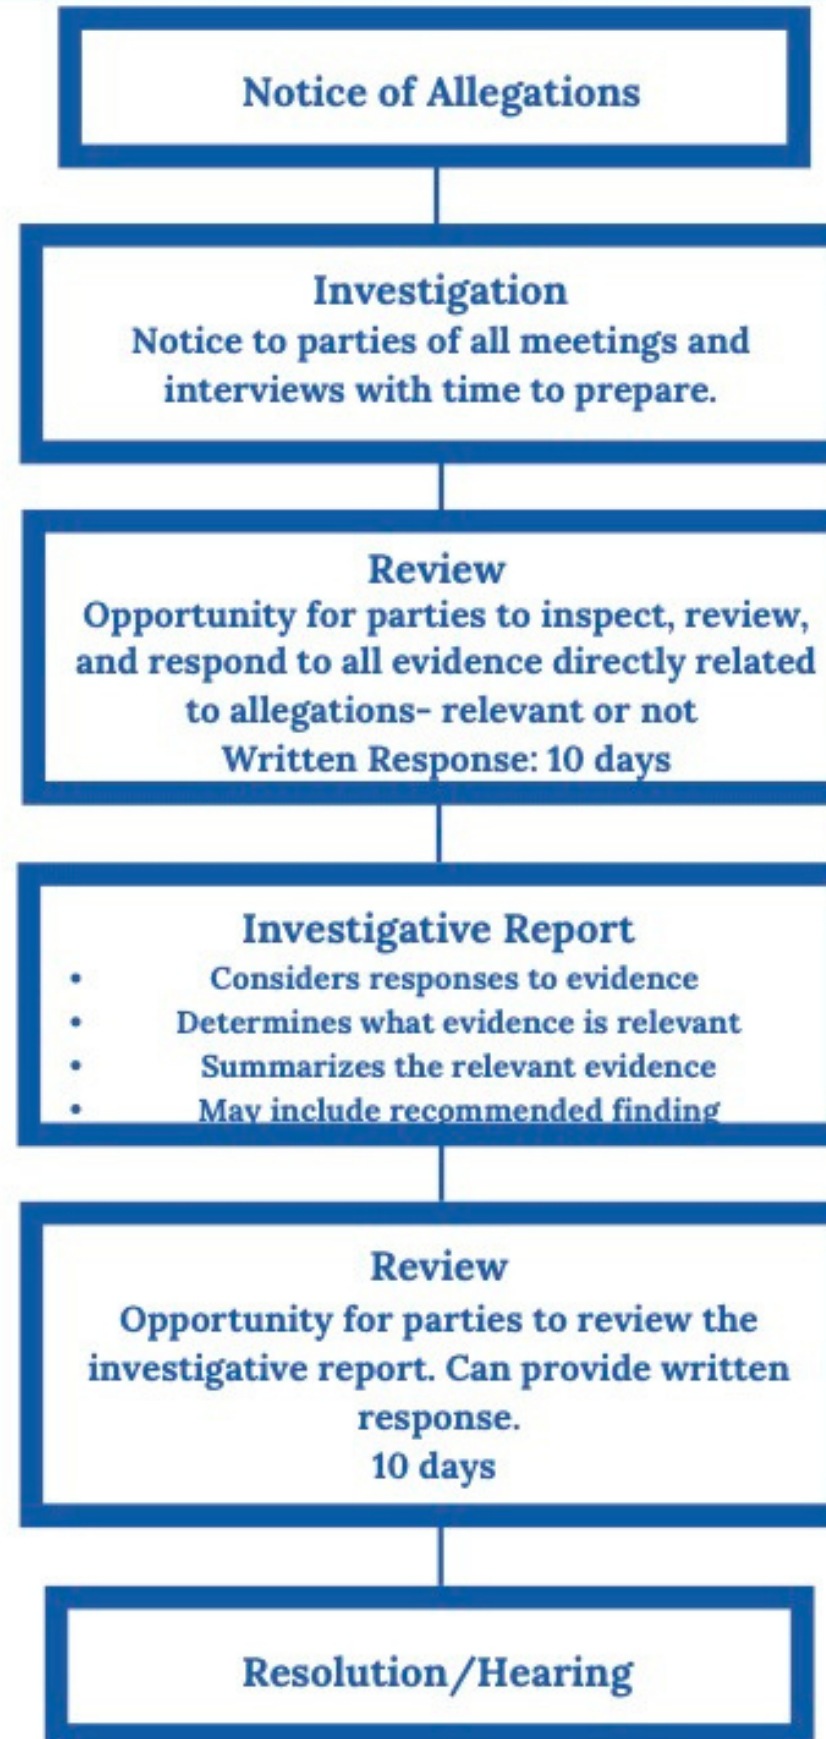 Notice of Allegations
Investigation
Notice to parties of all meetings and
interviews with time to prepare.
Review
Opportunity for parties to inspect, review,
and respond to all evidence directly related
to allegations- relevant or not
Written Response: 10 days
Investigative Report
• Considers responses to evidence
• Determines what evidence is relevant
• Summarizes the relevant evidence
• May include recommended finding
Review
Opportunity for parties to review the
investigative report. Can provide written
response.
10 days
Resolution/Hearing